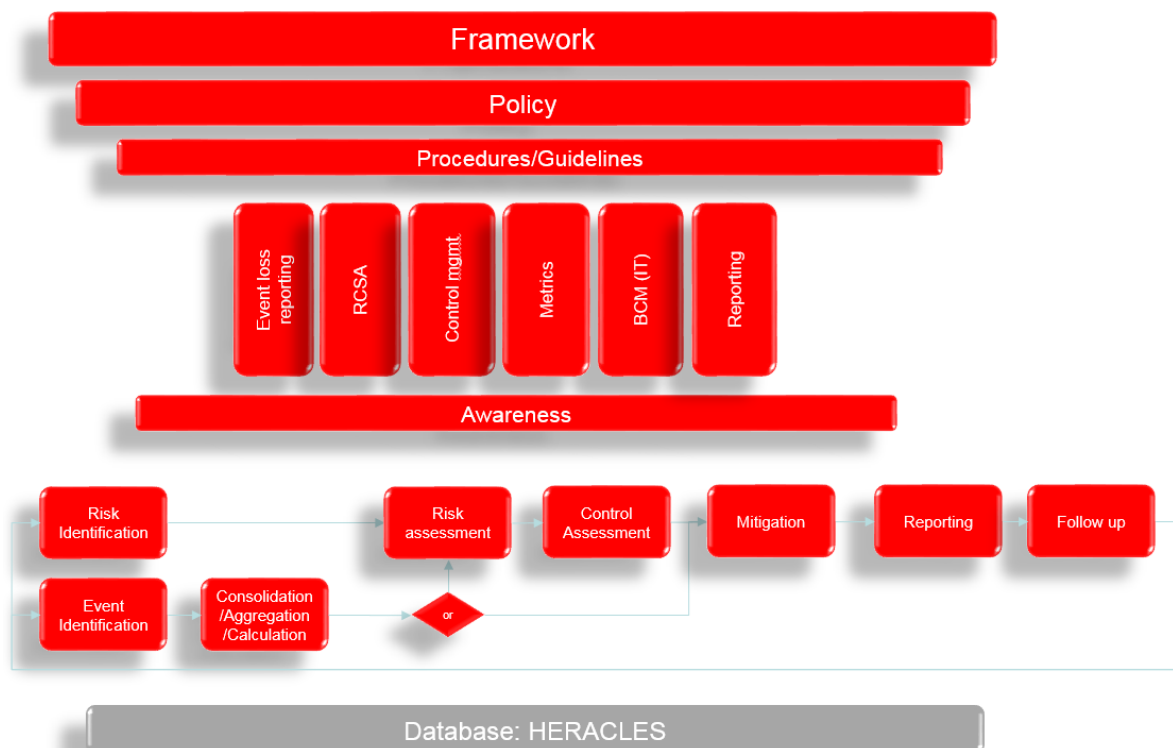 Framework
Policy
Procedures/Guidelines
Event loss
reporting
RCSA
Control mgmt.
Metrics
BCM (IT)
Reporting
Awareness
Risk
Identification
Risk
assessment
Control
Assessment
Mitigation
Reporting
Follow up
Event
Identification
Consolidation
/Aggregation
/Calculation
or
Database: HERACLES